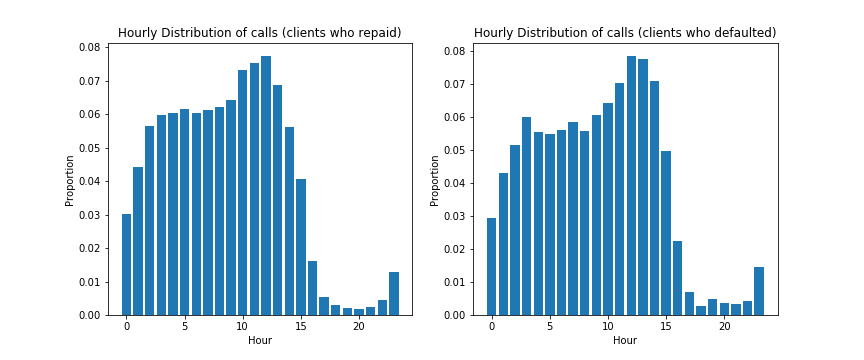 Hourly Distribution of calls (clients who repaid)
0.08
0.07
0.06
0.05
0.04
0.03
0.02
0.01
0.00
Proportion
0 5 10 15 20
Hour
Hourly Distribution of calls (clients who defaulted)
0.08
0.07
0.06
0.05
0.04
0.03
0.02
0.01
0.00
Proportion
0 5 10 15 20
Hour